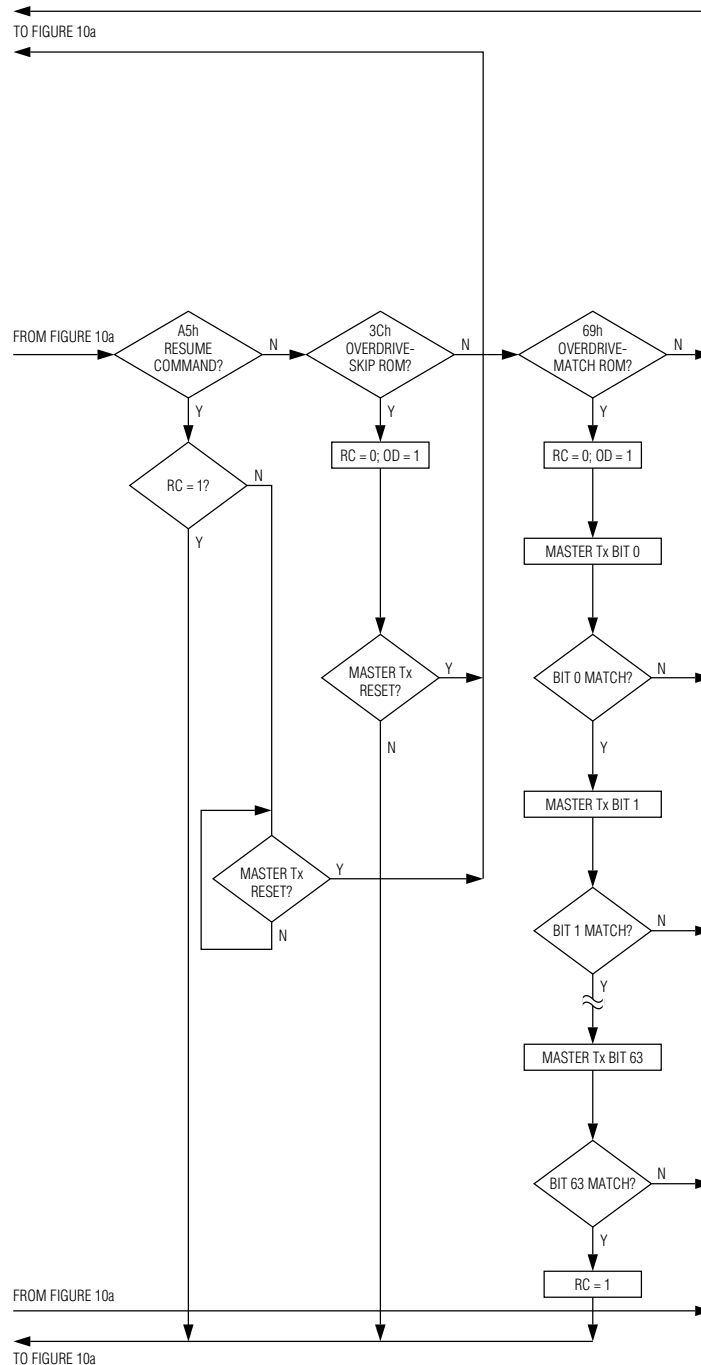 TO FIGURE 10a
FROM FIGURE 10a
A5h
RESUME
COMMAND?
N
Y
3Ch
OVERDRIVE-
SKIP ROM?
N
Y
69h
OVERDRIVE-
MATCH ROM?
N
Y
RC = 1?
N
Y
RC = 0; OD = 1
RC = 0; OD = 1
MASTER Tx BIT 0
MASTER Tx
RESET?
Y
N
BIT 0 MATCH?
N
Y
MASTER Tx BIT 1
MASTER Tx
RESET?
Y
N
BIT 1 MATCH?
N
Y
MASTER Tx BIT 63
BIT 63 MATCH?
N
Y
RC = 1
FROM FIGURE 10a
TO FIGURE 10a